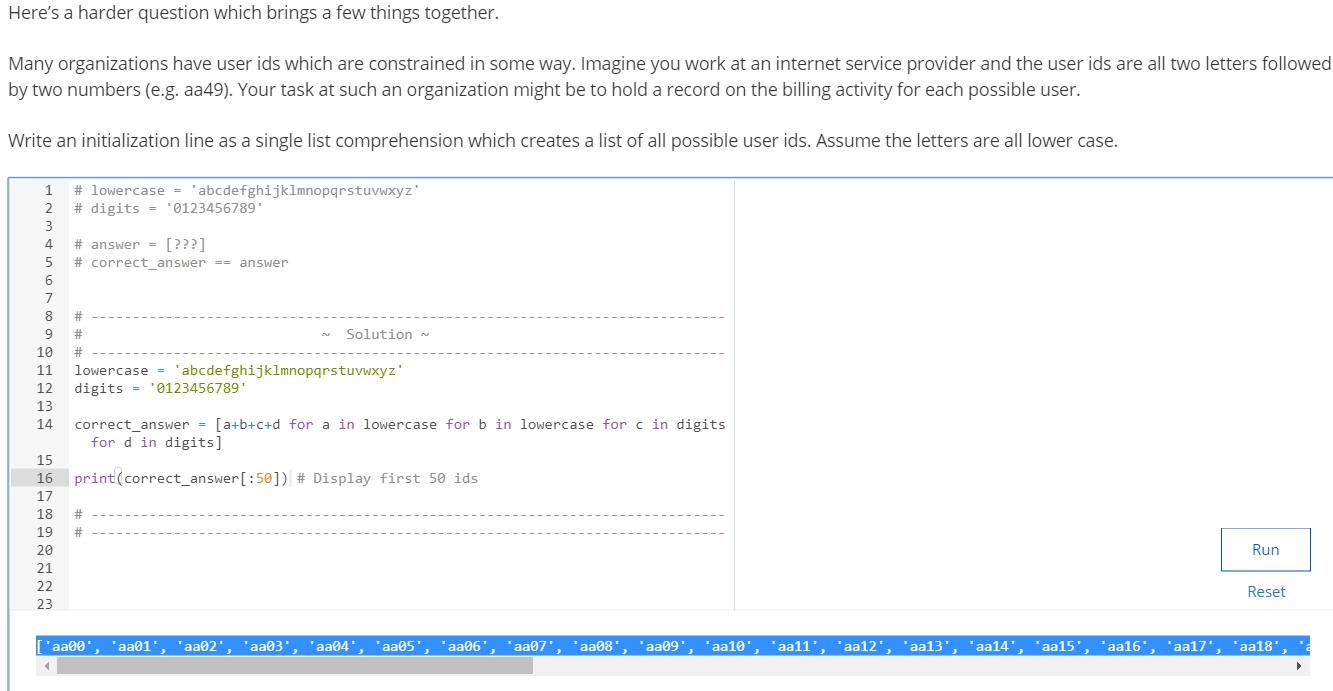 Here’s a harder question which brings a few things together.
Many organizations have user ids which are constrained in some way. Imagine you work at an internet service provider and the user ids are all two letters followed
by two numbers (e.g. aa49). Your task at such an organization might be to hold a record on the billing activity for each possible user.
Write an initialization line as a single list comprehension which creates a list of all possible user ids. Assume the letters are all lower case.
1 # lowercase = 'abcdefghijklmnopqrstuvwxyz'
2 # digits = '0123456789'
3
4 # answer = [???]
5 # correct_answer == answer
6
7
8 # -----------------------------------------------------------------------------
9 # ~ Solution ~
10 # -----------------------------------------------------------------------------
11 lowercase = 'abcdefghijklmnopqrstuvwxyz'
12 digits = '0123456789'
13
14 correct_answer = [a+b+c+d for a in lowercase for b in lowercase for c in digits
for d in digits]
15
16 print(correct_answer[:50]) # Display first 50 ids
17
18 # -----------------------------------------------------------------------------
19 # -----------------------------------------------------------------------------
20
21
22
23
Run
Reset
['aa00', 'aa01', 'aa02', 'aa03', 'aa04', 'aa05', 'aa06', 'aa07', 'aa08', 'aa09', 'aa10', 'aa11', 'aa12', 'aa13', 'aa14', 'aa15', 'aa16', 'aa17', 'aa18', 'a